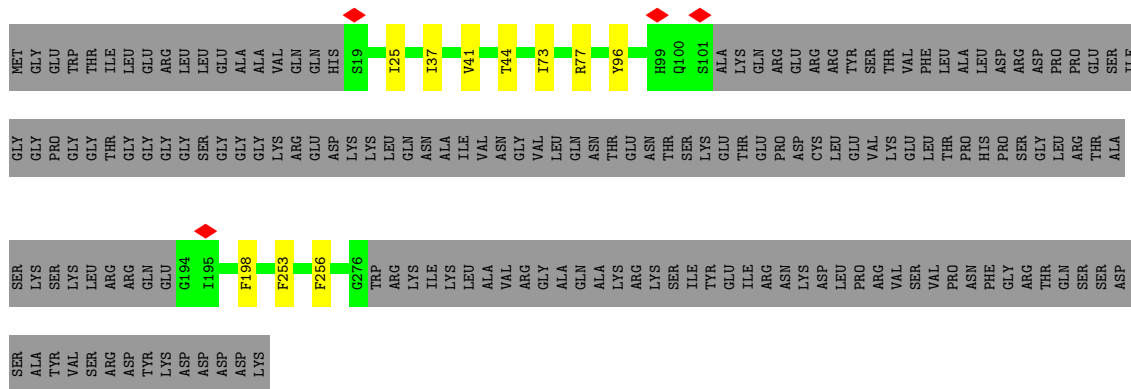 MET GLY GLU TRP THR ILE LEU GLU ARG LEU LEU GLU ALA ALA VAL GLN GLN HIS S19 I25 I37 V41 T44 I73 R77 Y96 H99 Q100 S101 ALA LYS GLN ARG GLU ARG ARG TYR SER THR VAL PHE LEU ALA LEU ASP ARG ASP PRO PRO GLU SER ILE
GLY GLY PRO GLY GLY THR GLY GLY GLY GLY SER GLY GLY GLY LYS ARG GLU ASP LYS LYS LEU GLN ASN ALA ILE VAL ASN GLY VAL LEU GLN ASN THR GLU ASN THR SER LYS GLU THR GLU PRO ASP CYS LEU GLU VAL LYS GLU LEU THR PRO HIS PRO SER GLY LEU ARG THR ALA
SER LYS SER LYS LEU ARG ARG GLN GLU G194 I195 F198 F253 F256 G276 TRP ARG LYS ILE LYS LEU ALA VAL ARG GLY ALA GLN ALA LYS ARG LYS SER ILE TYR GLU ILE ARG ASN LYS ASP LEU PRO ARG VAL SER VAL PRO ASN PHE GLY ARG THR GLN SER SER ASP
SER ALA TYR VAL SER ARG ASP TYR LYS ASP ASP ASP ASP LYS